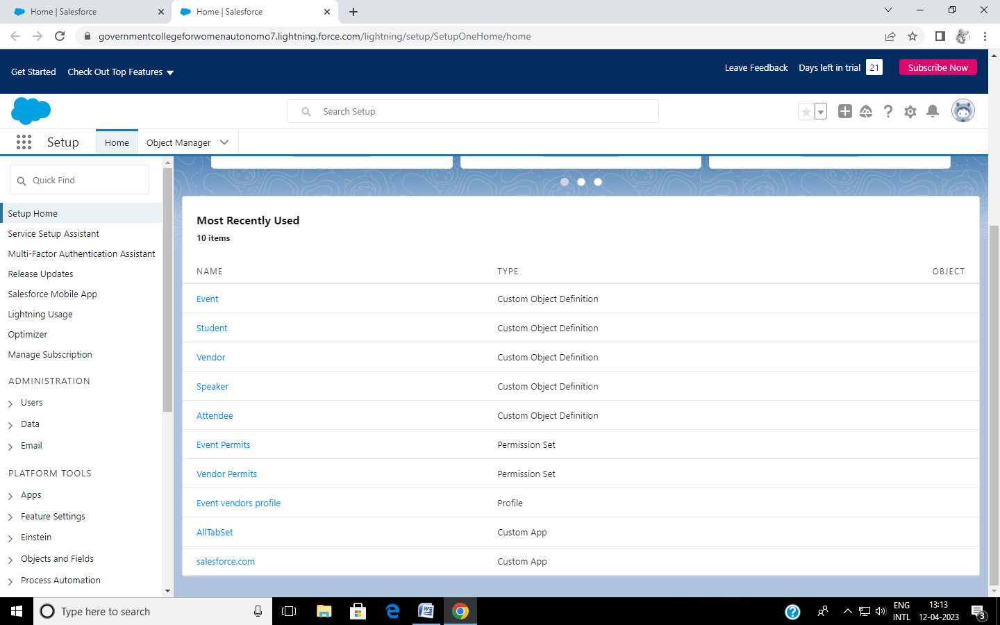 Home | Salesforce
Home | Salesforce
governmentcollegeforwomenautonomo7.lightning.force.com/lightning/setup/SetupOneHome/home
Get Started
Check Out Top Features
Leave Feedback
Days left in trial
21
Subscribe Now
Search Setup
Setup
Home
Object Manager
Quick Find
Setup Home
Service Setup Assistant
Multi-Factor Authentication Assistant
Release Updates
Salesforce Mobile App
Lightning Usage
Optimizer
Manage Subscription
ADMINISTRATION
Users
Data
Email
PLATFORM TOOLS
Apps
Feature Settings
Einstein
Objects and Fields
Process Automation
Most Recently Used
10 items
NAME TYPE OBJECT
Event Custom Object Definition
Student Custom Object Definition
Vendor Custom Object Definition
Speaker Custom Object Definition
Attendee Custom Object Definition
Event Permits Permission Set
Vendor Permits Permission Set
Event vendors profile Profile
AllTabSet Custom App
salesforce.com Custom App
Type here to search
ENG
INTL
13:13
12-04-2023
3